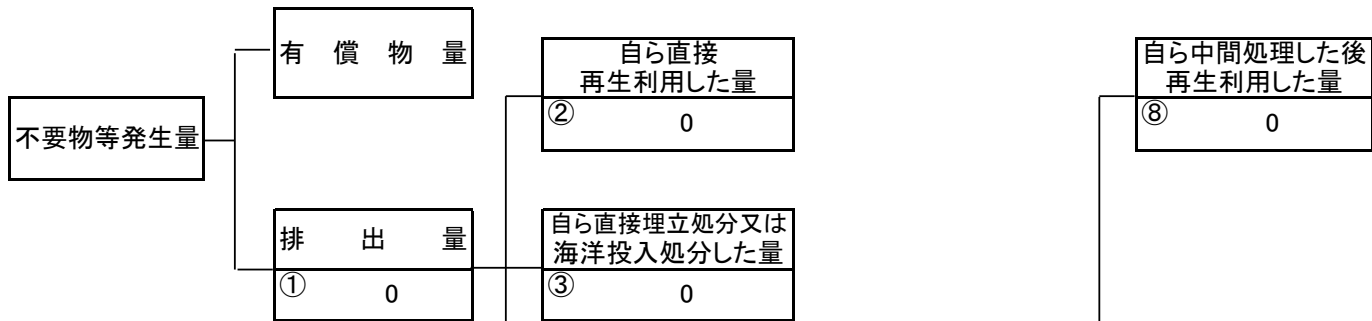 有償物量
自ら直接
再生利用した量
② 0
自ら中間処理した後
再生利用した量
⑧ 0
不要物等発生量
排出量
① 0
自ら直接埋立処分又は
海洋投入処分した量
③ 0